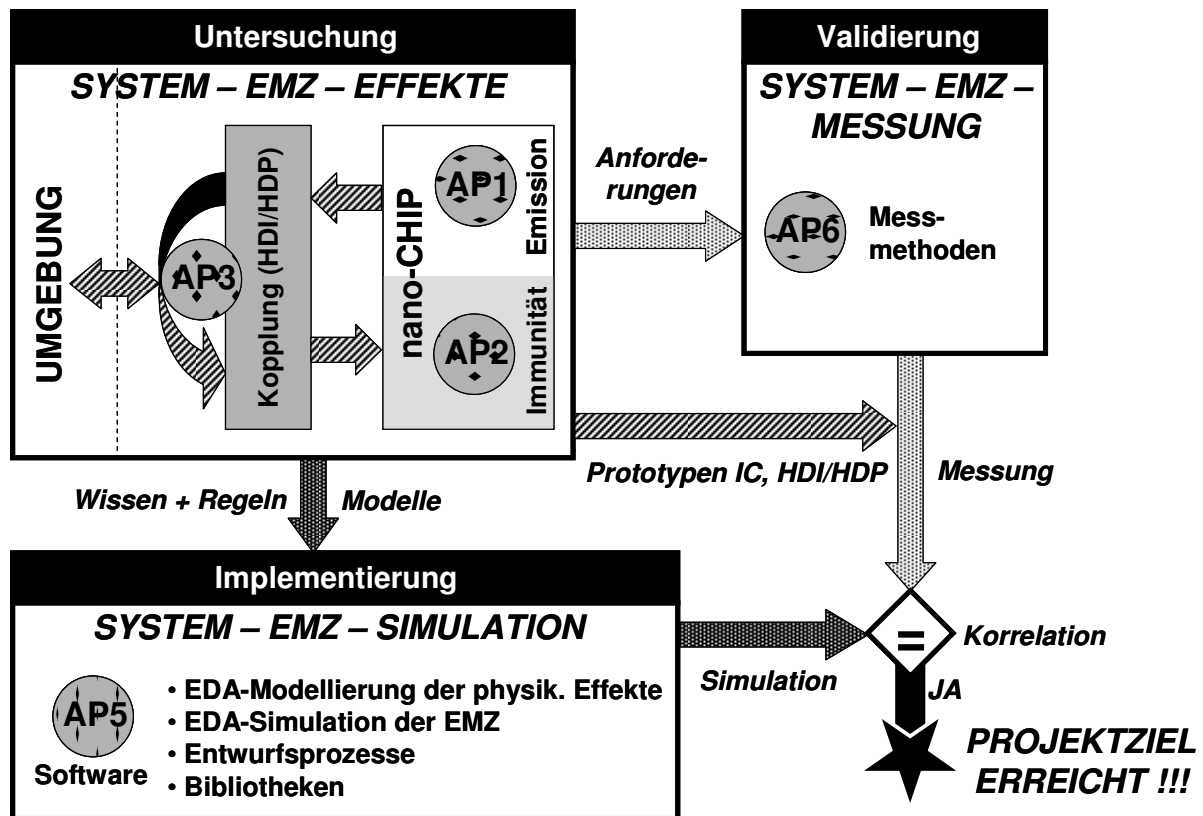 Untersuchung
SYSTEM – EMZ – EFFEKTE
UMGEBUNG
AP3
Kopplung (HDI/HDP)
nano-CHIP
AP1
Emission
AP2
Immunität
Anforde-
rungen
Validierung
SYSTEM – EMZ –
MESSUNG
AP6
Mess-
methoden
Prototypen IC, HDI/HDP
Messung
Wissen + Regeln
Modelle
Implementierung
SYSTEM – EMZ – SIMULATION
AP5
Software
• EDA-Modellierung der physik. Effekte
• EDA-Simulation der EMZ
• Entwurfsprozesse
• Bibliotheken
Simulation
=
Korrelation
JA
PROJEKTZIEL
ERREICHT !!!